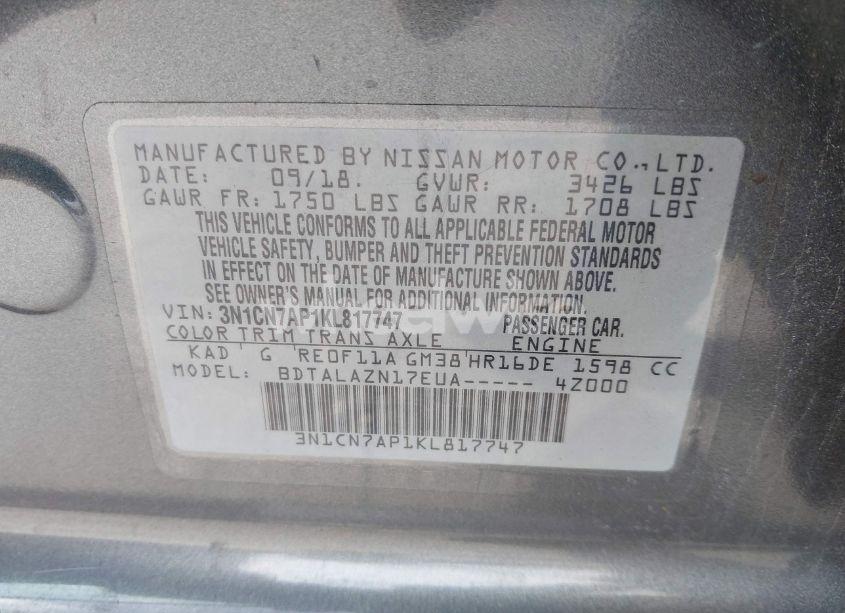 MANUFACTURED BY NISSAN MOTOR CO.,LTD.
DATE: 09/18. GVWR: 3426 LBS
GAWR FR: 1750 LBS GAWR RR: 1708 LBS
THIS VEHICLE CONFORMS TO ALL APPLICABLE FEDERAL MOTOR
VEHICLE SAFETY, BUMPER AND THEFT PREVENTION STANDARDS
IN EFFECT ON THE DATE OF MANUFACTURE SHOWN ABOVE.
SEE OWNER'S MANUAL FOR ADDITIONAL INFORMATION.
VIN: 3N1CN7AP1KL817747 PASSENGER CAR.
COLOR TRIM TRANS AXLE ENGINE
KAD G RE0F11A GM38 HR16DE 1598 CC
MODEL: BDTALAZN17EUA----- 4Z000
3N1CN7AP1KL817747